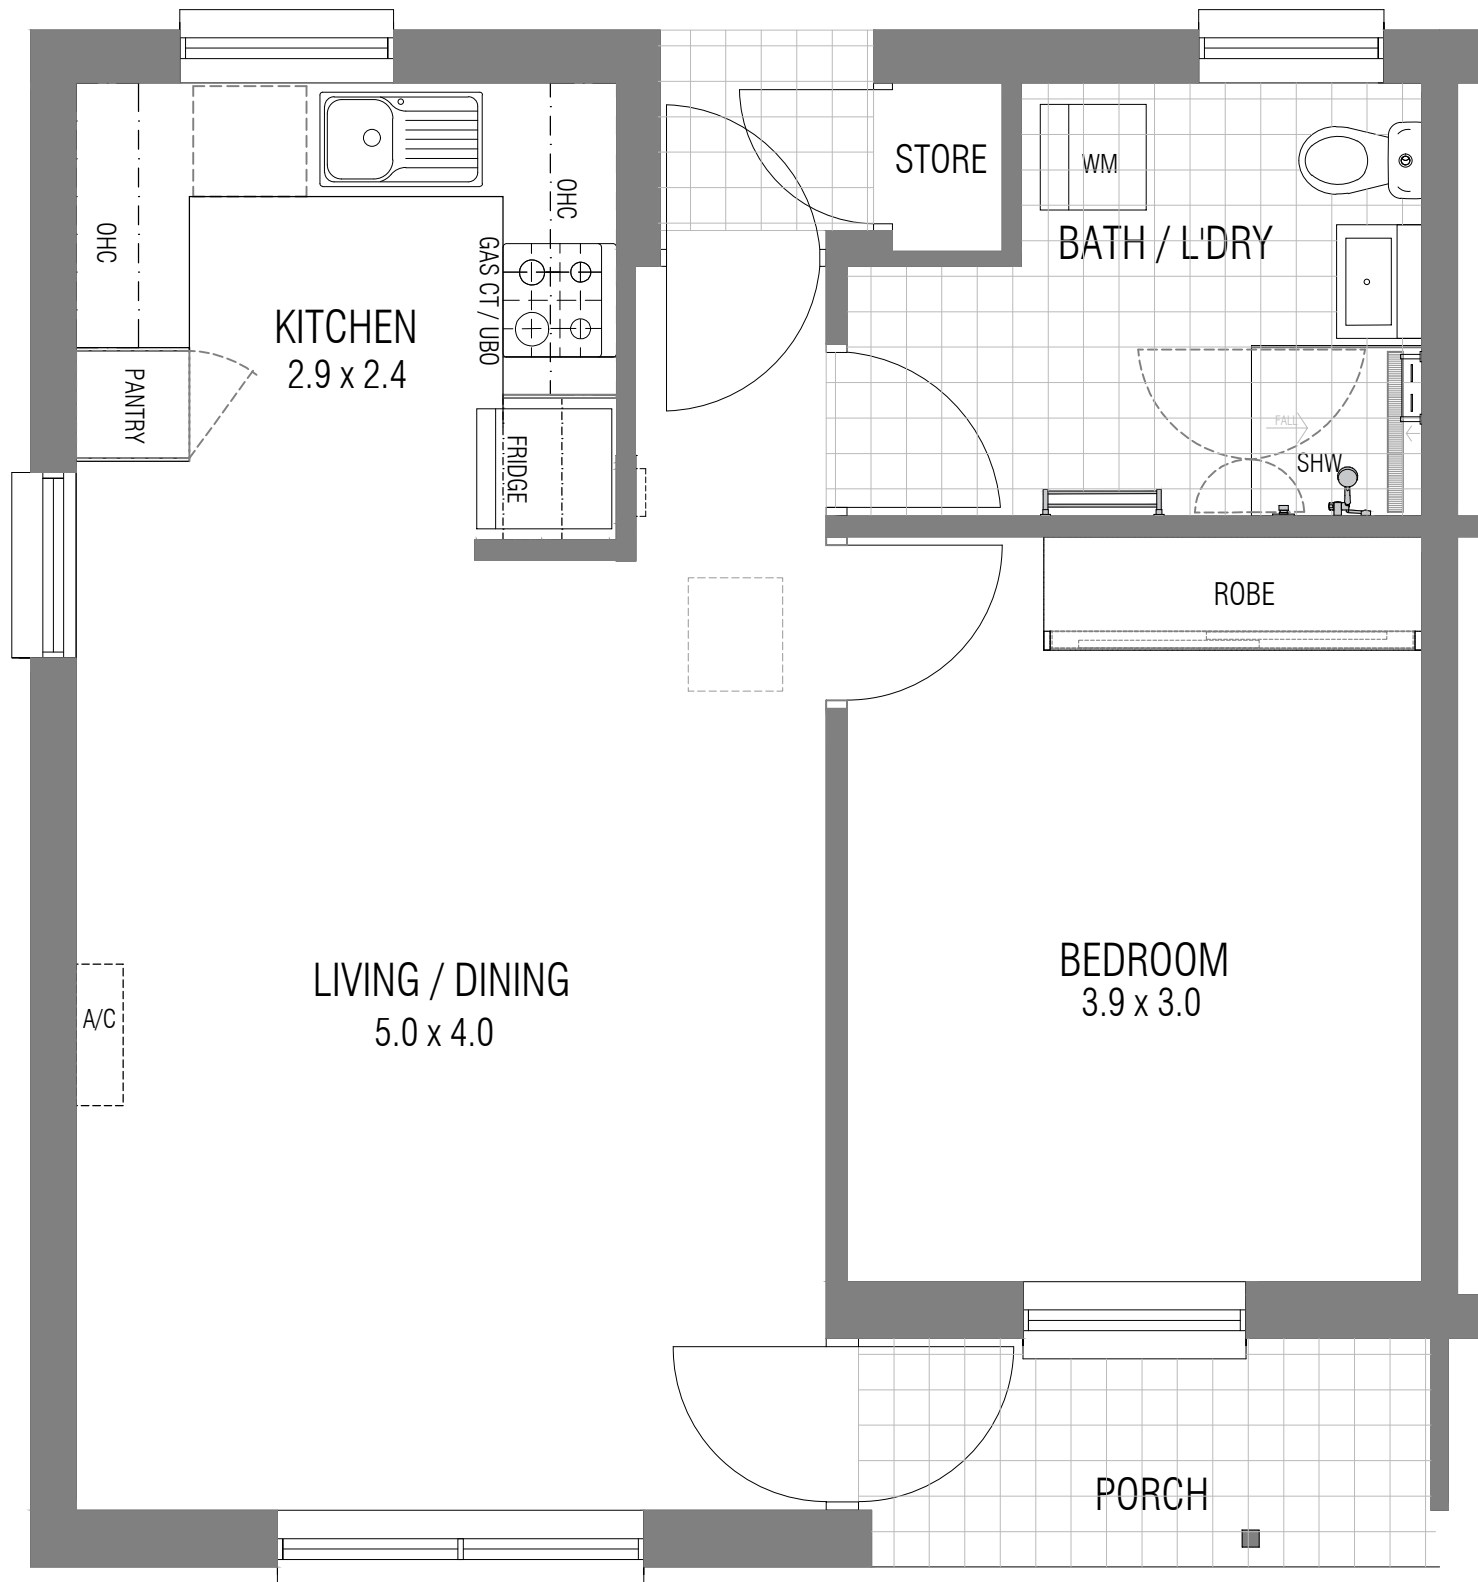 STORE
WM
BATH / L'DRY
OHC
OHC
GAS CT / UBO
KITCHEN
2.9 x 2.4
PANTRY
FRIDGE
FALL
SHW
ROBE
LIVING / DINING
5.0 x 4.0
A/C
BEDROOM
3.9 x 3.0
PORCH